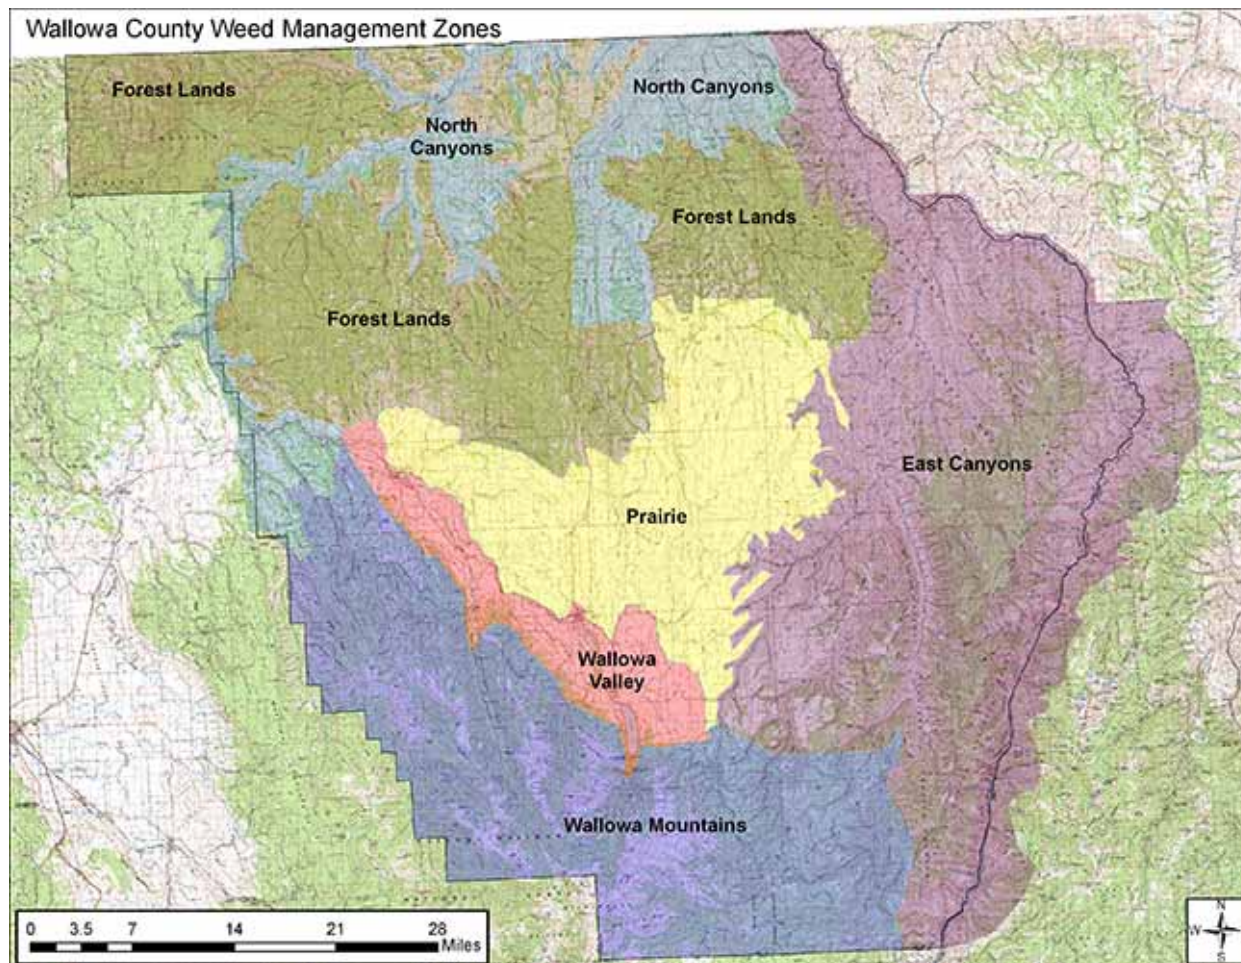 Wallowa County Weed Management Zones
Forest Lands
North Canyons
North
Canyons
Forest Lands
Forest Lands
East Canyons
Prairie
Wallowa
Valley
Wallowa Mountains
0 3.5 7 14 21 28
Miles
N
W E
S